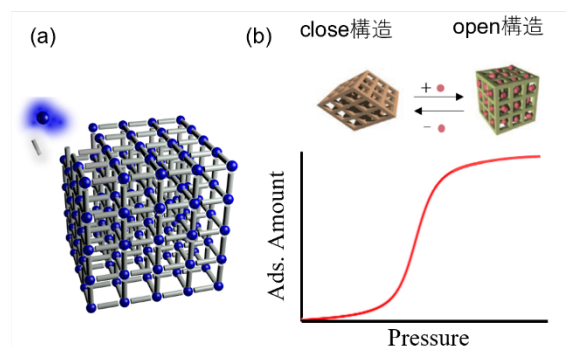 (a)
(b)
close構造
open構造
+
−
Ads. Amount
Pressure